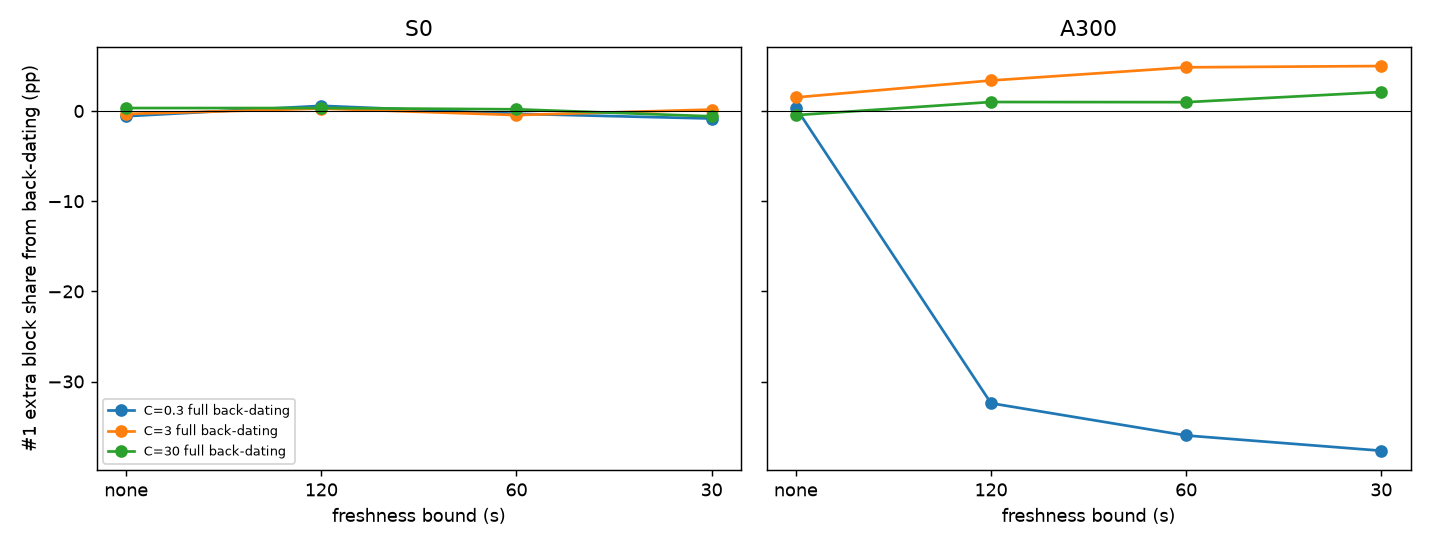 S0
A300
#1 extra block share from back-dating (pp)
0
−10
−20
−30
C=0.3 full back-dating
C=3 full back-dating
C=30 full back-dating
none
120
60
30
none
120
60
30
freshness bound (s)
freshness bound (s)